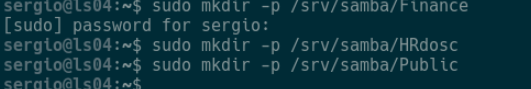 sergio@ls04:~$ sudo mkdir -p /srv/samba/Finance
[sudo] password for sergio:
sergio@ls04:~$ sudo mkdir -p /srv/samba/HRdosc
sergio@ls04:~$ sudo mkdir -p /srv/samba/Public
sergio@ls04:~$